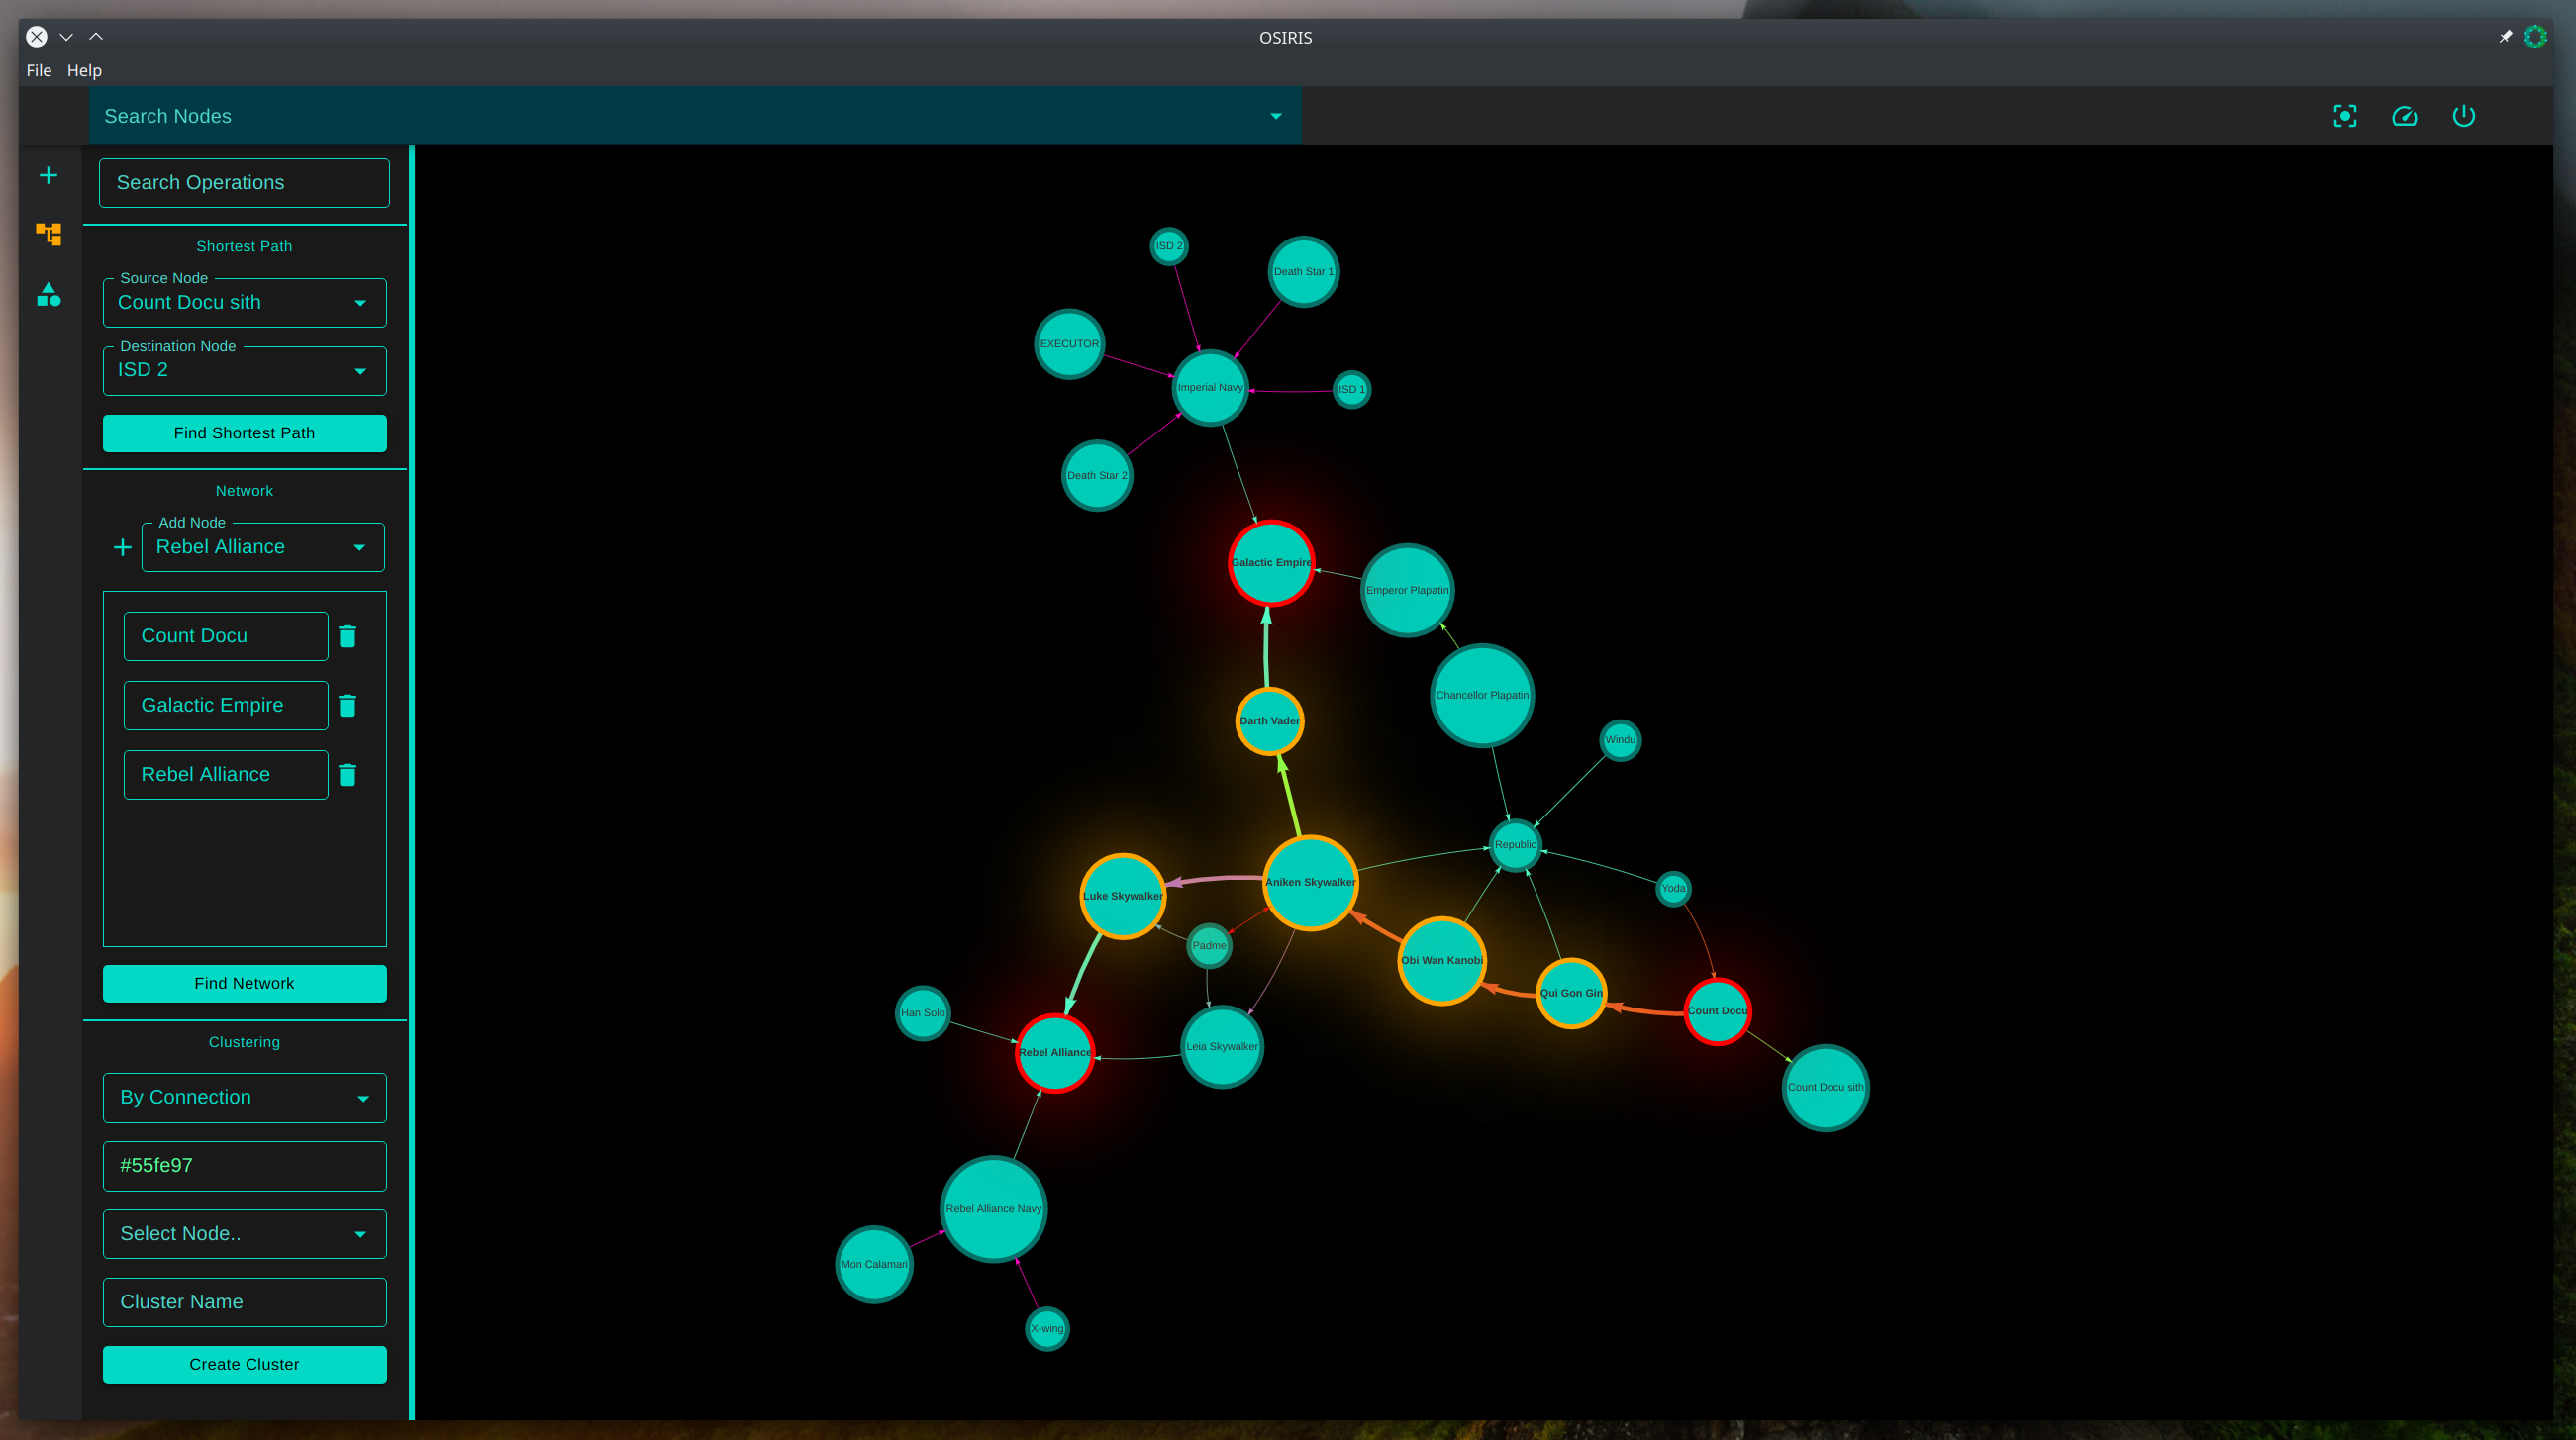 OSIRIS
File Help
Search Nodes
Search Operations
Shortest Path
Source Node
Count Docu sith
Destination Node
ISD 2
Find Shortest Path
Network
Add Node
Rebel Alliance
Count Docu
Galactic Empire
Rebel Alliance
Find Network
Clustering
By Connection
#55fe97
Select Node..
Cluster Name
Create Cluster
ISD 2
Death Star 1
EXECUTOR
Imperial Navy
ISD 1
Death Star 2
Galactic Empire
Emperor Plapatin
Chancellor Plapatin
Darth Vader
Windu
Republic
Aniken Skywalker
Luke Skywalker
Yoda
Padme
Obi Wan Kanobi
Qui Gon Gin
Count Docu
Han Solo
Leia Skywalker
Rebel Alliance
Count Docu sith
Rebel Alliance Navy
Mon Calamari
X-wing